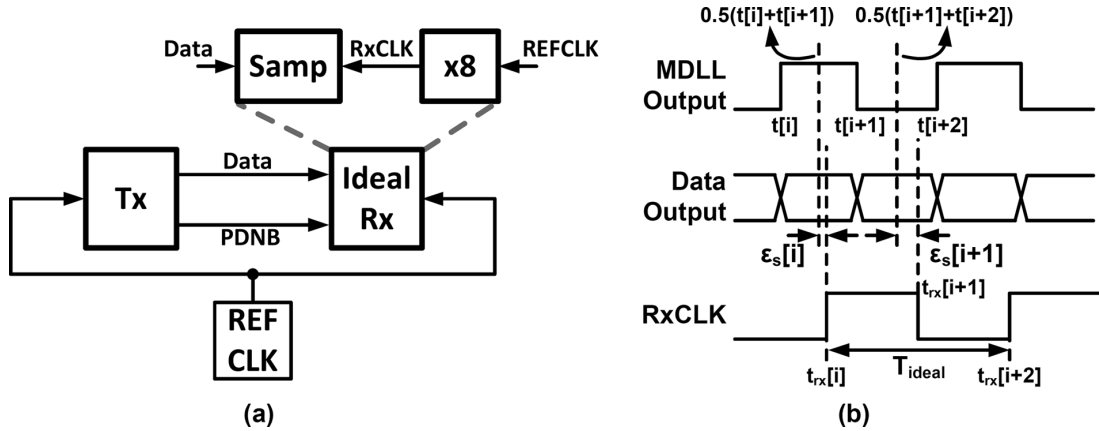 Data
Samp
RxCLK
x8
REFCLK
Tx
Data
PDNB
Ideal
Rx
REF
CLK
(a)
0.5(t[i]+t[i+1])
0.5(t[i+1]+t[i+2])
MDLL
Output
t[i]
t[i+1]
t[i+2]
Data
Output
εs[i]
εs[i+1]
trx[i+1]
RxCLK
trx[i]
Tideal
trx[i+2]
(b)